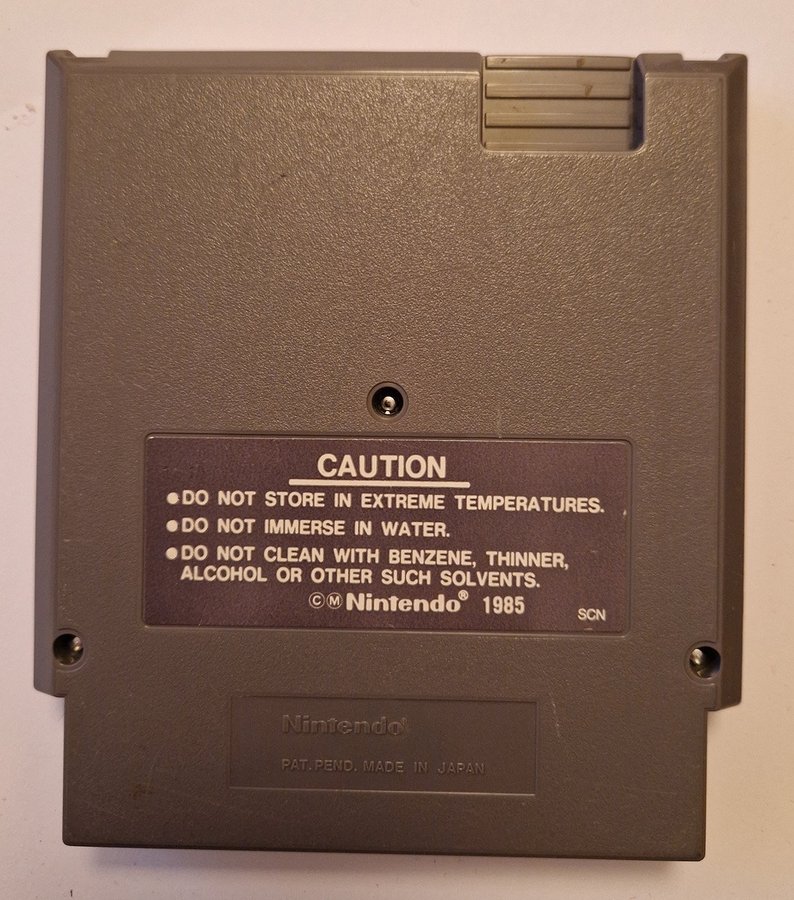 CAUTION
●DO NOT STORE IN EXTREME TEMPERATURES.
●DO NOT IMMERSE IN WATER.
●DO NOT CLEAN WITH BENZENE, THINNER,
ALCOHOL OR OTHER SUCH SOLVENTS.
©Ⓜ Nintendo® 1985
SCN
Nintendo®
PAT. PEND. MADE IN JAPAN